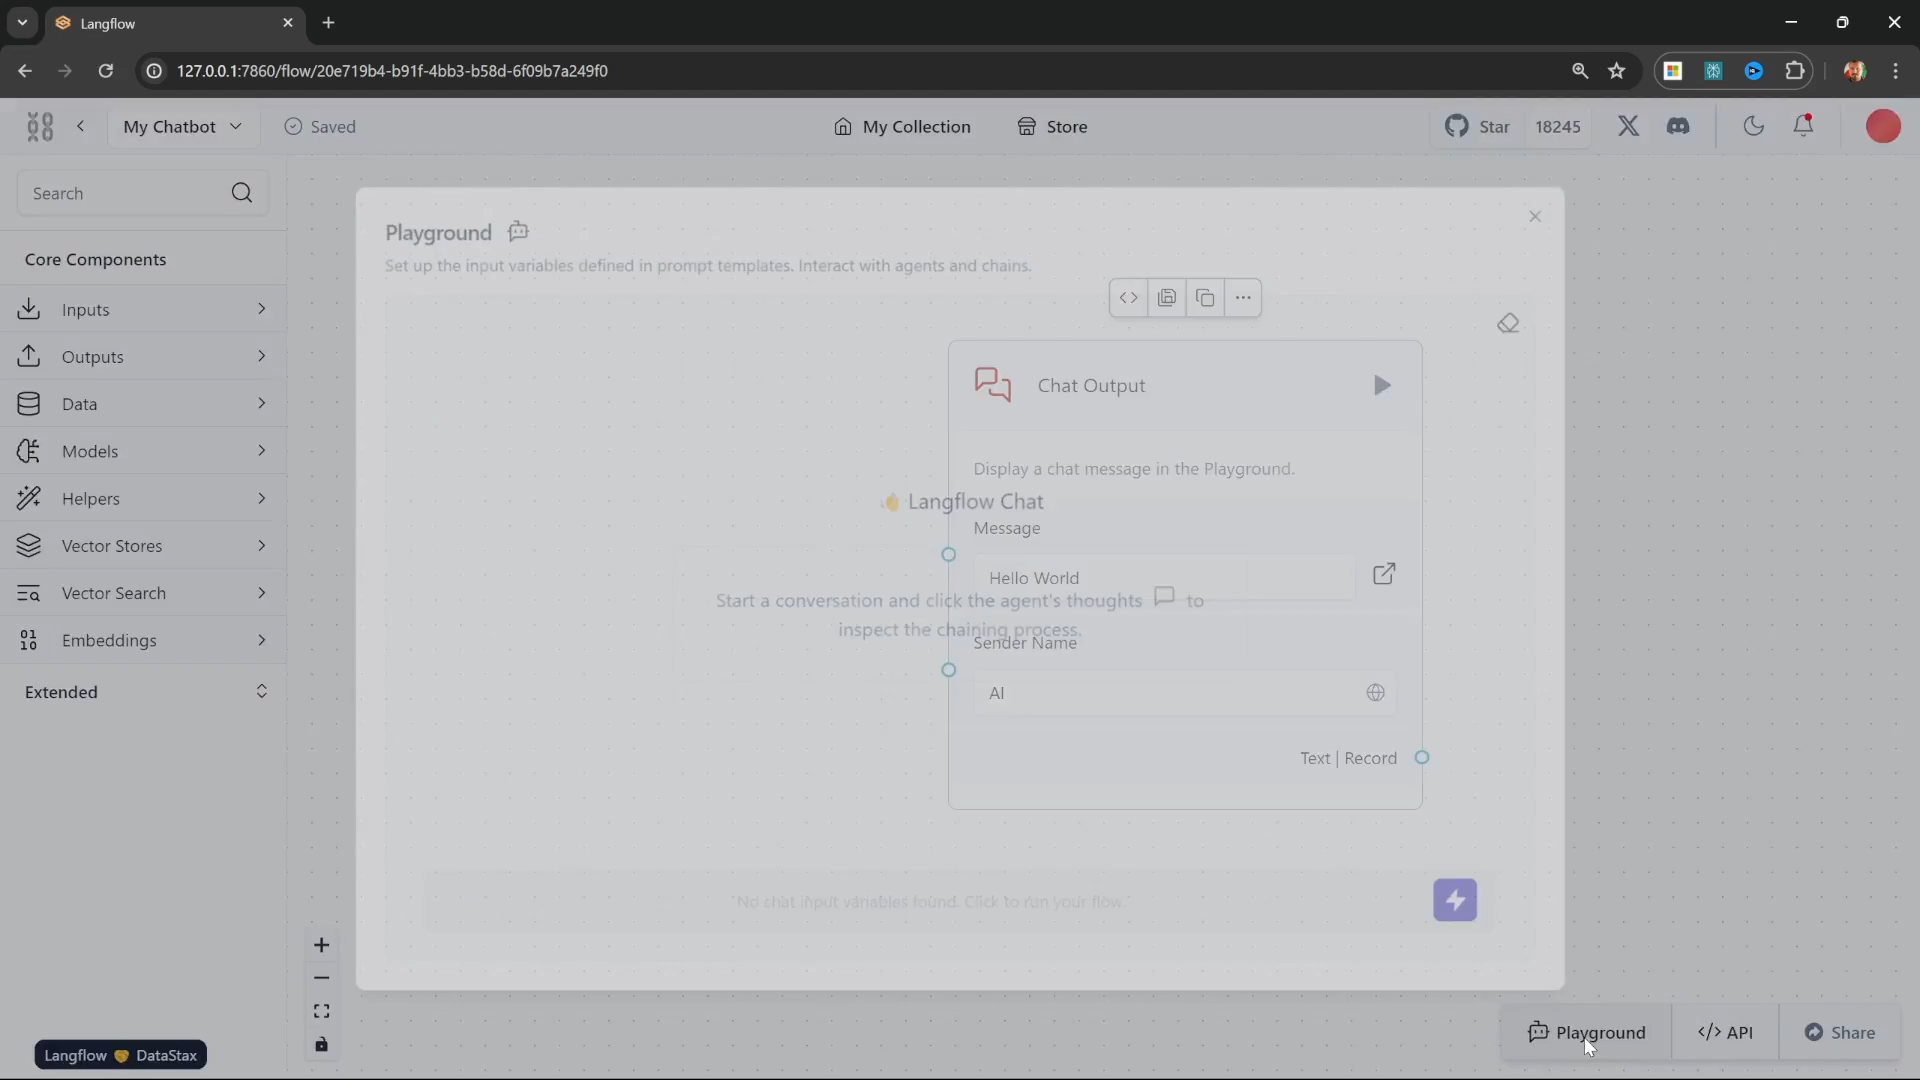 Langflow
127.0.0.1:7860/flow/20e719b4-b91f-4bb3-b58d-6f09b7a249f0
My Chatbot
Saved
My Collection
Store
Star
18245
Search
Core Components
Inputs
Outputs
Data
Models
Helpers
Vector Stores
Vector Search
Embeddings
Extended
Playground
Set up the input variables defined in prompt templates. Interact with agents and chains.
Chat Output
Display a chat message in the Playground.
👋 Langflow Chat
Message
Hello World
Start a conversation and click the agent's thoughts to
inspect the chaining process.
Sender Name
AI
Text | Record
No chat input variables found. Click to run your flow
Langflow 🤝 DataStax
Playground
</> API
Share